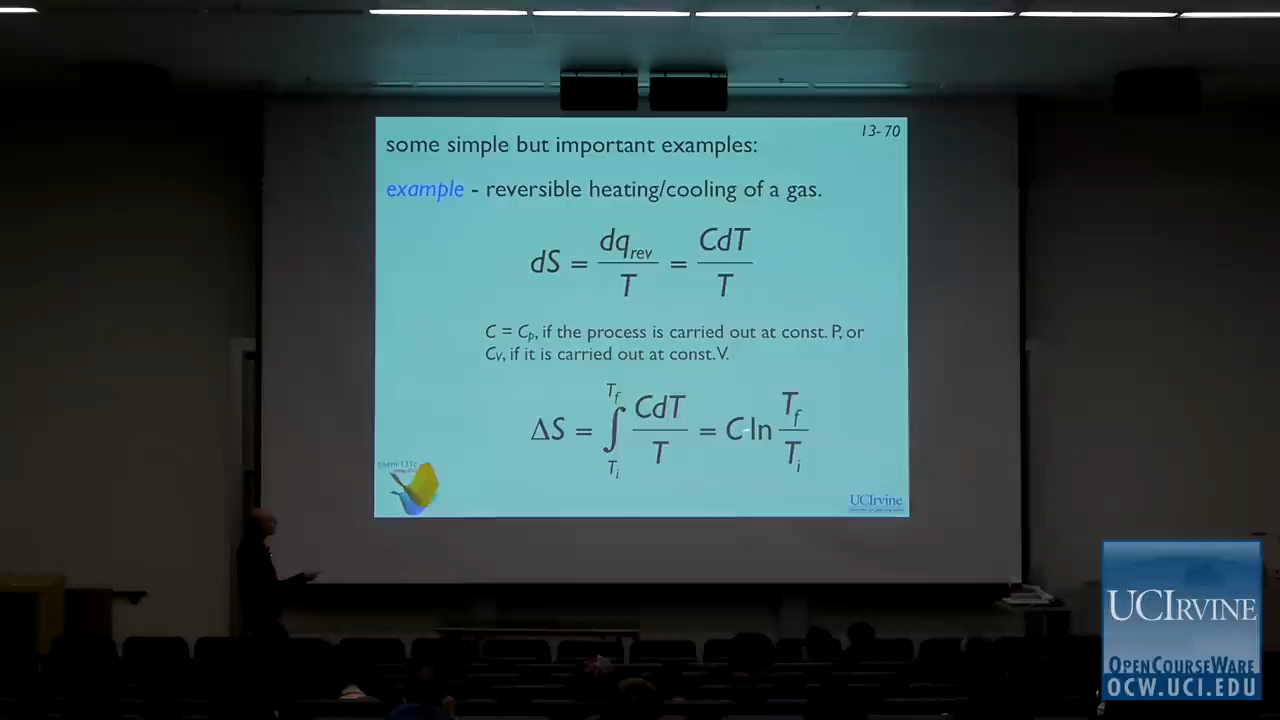 13-70
some simple but important examples:
example - reversible heating/cooling of a gas.
dS = dq_rev / T = CdT / T
C = C_p, if the process is carried out at const. P, or
C_V, if it is carried out at const. V.
ΔS = ∫_{T_i}^{T_f} CdT / T = C ln T_f / T_i
chem 131c
UCIrvine
UCIRVINE
OPENCOURSEWARE
OCW.UCI.EDU